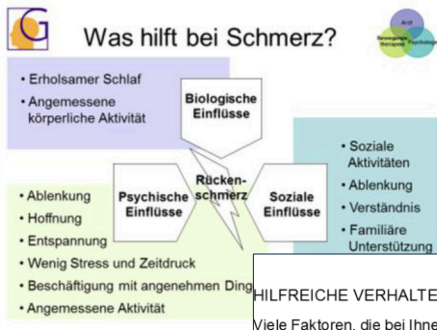 G
Was hilft bei Schmerz?
Arzt
Psychologe
• Erholsamer Schlaf
• Angemessene
körperliche Aktivität
Biologische
Einflüsse
• Soziale
Aktivitäten
• Ablenkung
• Verständnis
• Familiäre
Unterstützung
Rücken-
schmerz
Psychische
Einflüsse
Soziale
Einflüsse
• Ablenkung
• Hoffnung
• Entspannung
• Wenig Stress und Zeitdruck
• Beschäftigung mit angenehmen Ding
• Angemessene Aktivität
HILFREICHE VERHALTE
Viele Faktoren, die bei Ihne